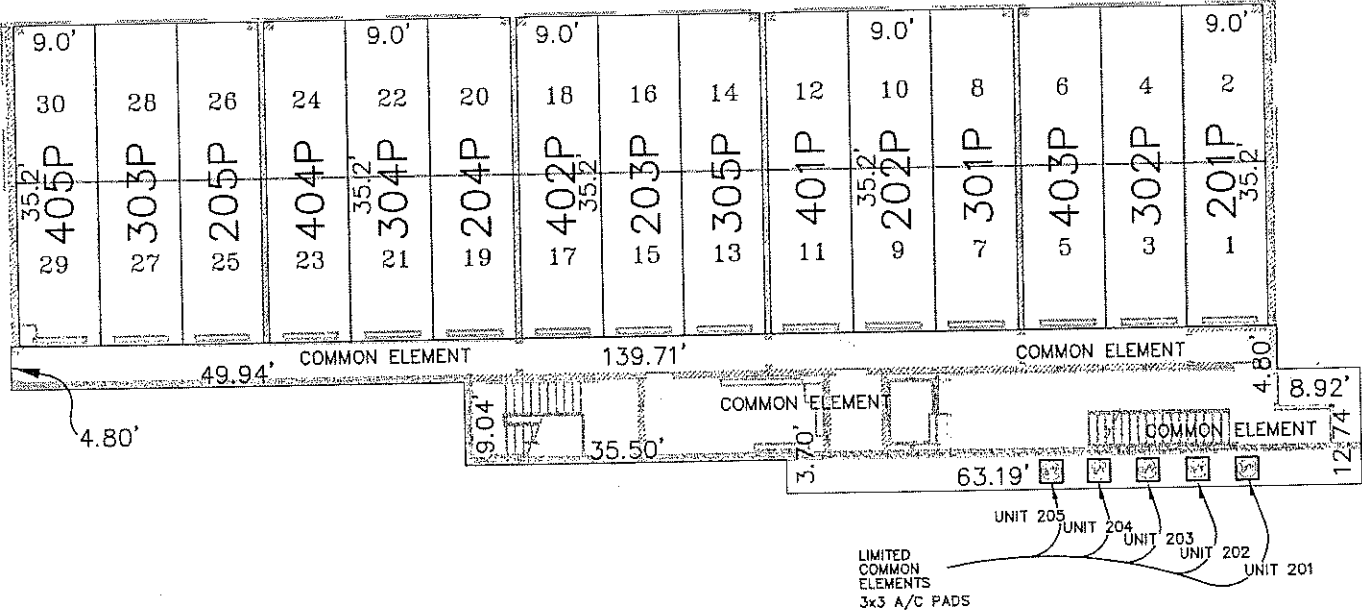 9.0' 9.0' 9.0' 9.0' 9.0'
30 28 26 24 22 20 18 16 14 12 10 8 6 4 2
35.2' 35.2' 35.2' 35.2' 35.2'
405P 303P 205P 404P 304P 204P 402P 203P 305P 401P 202P 301P 403P 302P 201P
29 27 25 23 21 19 17 15 13 11 9 7 5 3 1
COMMON ELEMENT 139.71' COMMON ELEMENT 4.80'
49.94'
8.92'
COMMON ELEMENT
4.80' 9.04' 35.50' 3.70' COMMON ELEMENT 12.74'
63.19'
UNIT 205
UNIT 204
UNIT 203
UNIT 202
UNIT 201
LIMITED
COMMON
ELEMENTS
3x3 A/C PADS